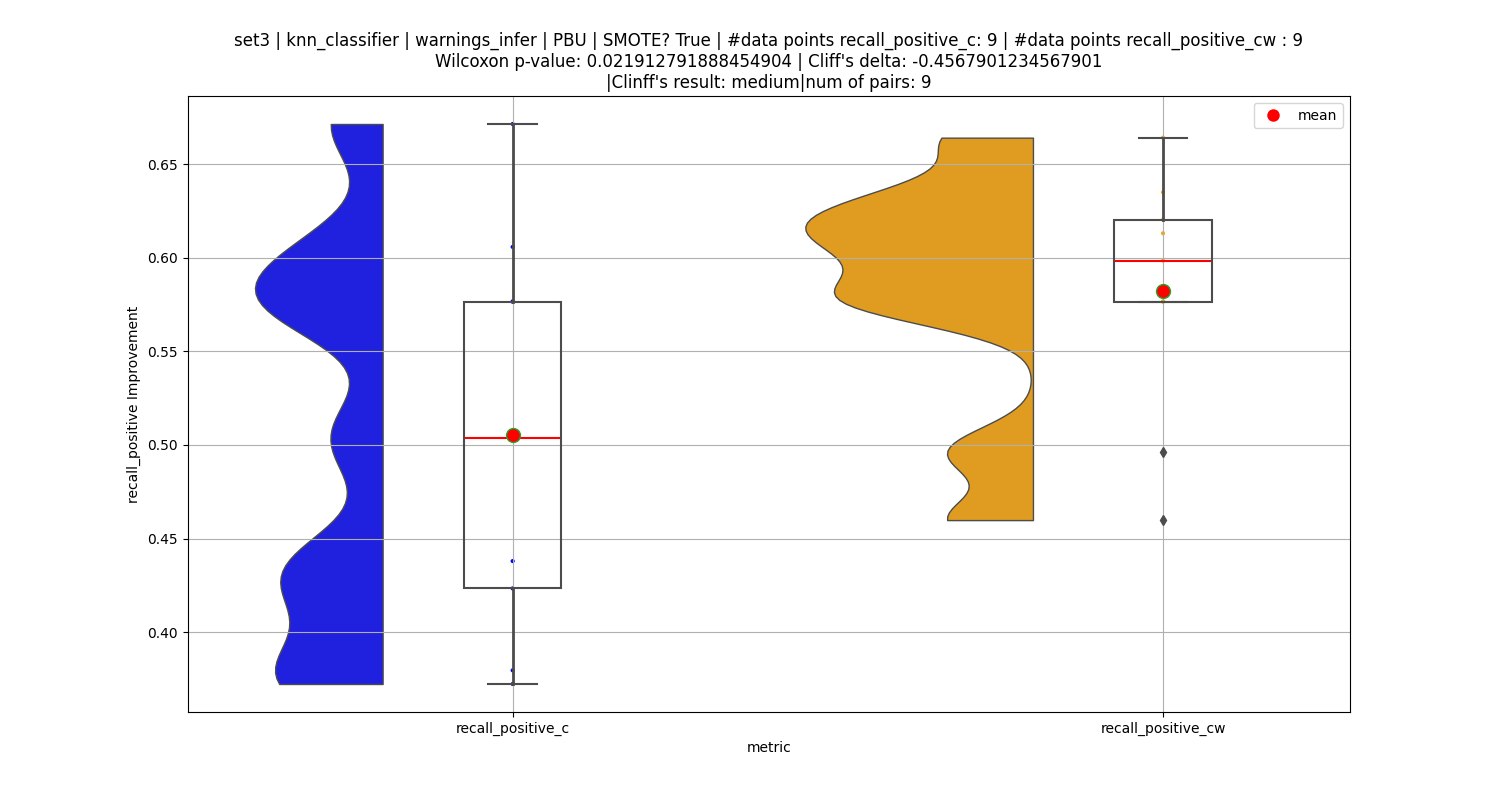 set3 | knn_classifier | warnings_infer | PBU | SMOTE? True | #data points recall_positive_c: 9 | #data points recall_positive_cw : 9
Wilcoxon p-value: 0.021912791888454904 | Cliff's delta: -0.4567901234567901
|Clinff's result: medium|num of pairs: 9
mean
0.65
0.60
0.55
0.50
0.45
0.40
recall_positive Improvement
recall_positive_c
recall_positive_cw
metric